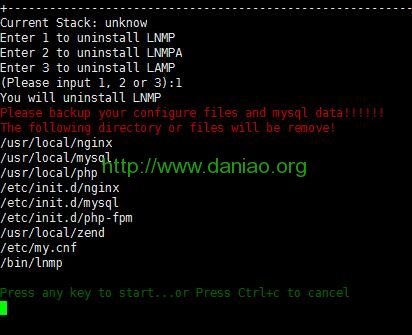 +------------------------------------------------------
Current Stack: unknow
Enter 1 to uninstall LNMP
Enter 2 to uninstall LNMPA
Enter 3 to uninstall LAMP
(Please input 1, 2 or 3):1
You will uninstall LNMP
Please backup your configure files and mysql data!!!!!!
The following directory or files will be remove!
/usr/local/nginx
/usr/local/mysql
/usr/local/php
http://www.daniao.org
/etc/init.d/nginx
/etc/init.d/mysql
/etc/init.d/php-fpm
/usr/local/zend
/etc/my.cnf
/bin/lnmp
Press any key to start...or Press Ctrl+c to cancel